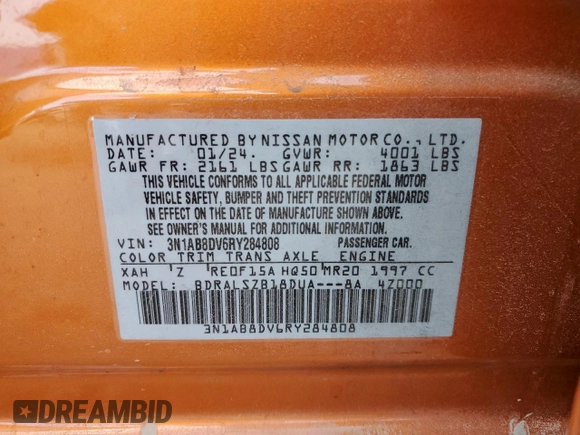 MANUFACTURED BY NISSAN MOTOR CO., LTD.
DATE: 01/24. GVWR: 4001 LBS
GAWR FR: 2161 LBS GAWR RR: 1863 LBS
THIS VEHICLE CONFORMS TO ALL APPLICABLE FEDERAL MOTOR
VEHICLE SAFETY, BUMPER AND THEFT PREVENTION STANDARDS
IN EFFECT ON THE DATE OF MANUFACTURE SHOWN ABOVE.
SEE OWNER'S MANUAL FOR ADDITIONAL INFORMATION.
VIN: 3N1AB8DV6RY284808 PASSENGER CAR.
COLOR TRIM TRANS AXLE ENGINE
XAH Z RE0F15A HQ50 MR20 1997 CC
MODEL: BDRALSZB18DUA---8A 4Z000
3N1AB8DV6RY284808
DREAMBID